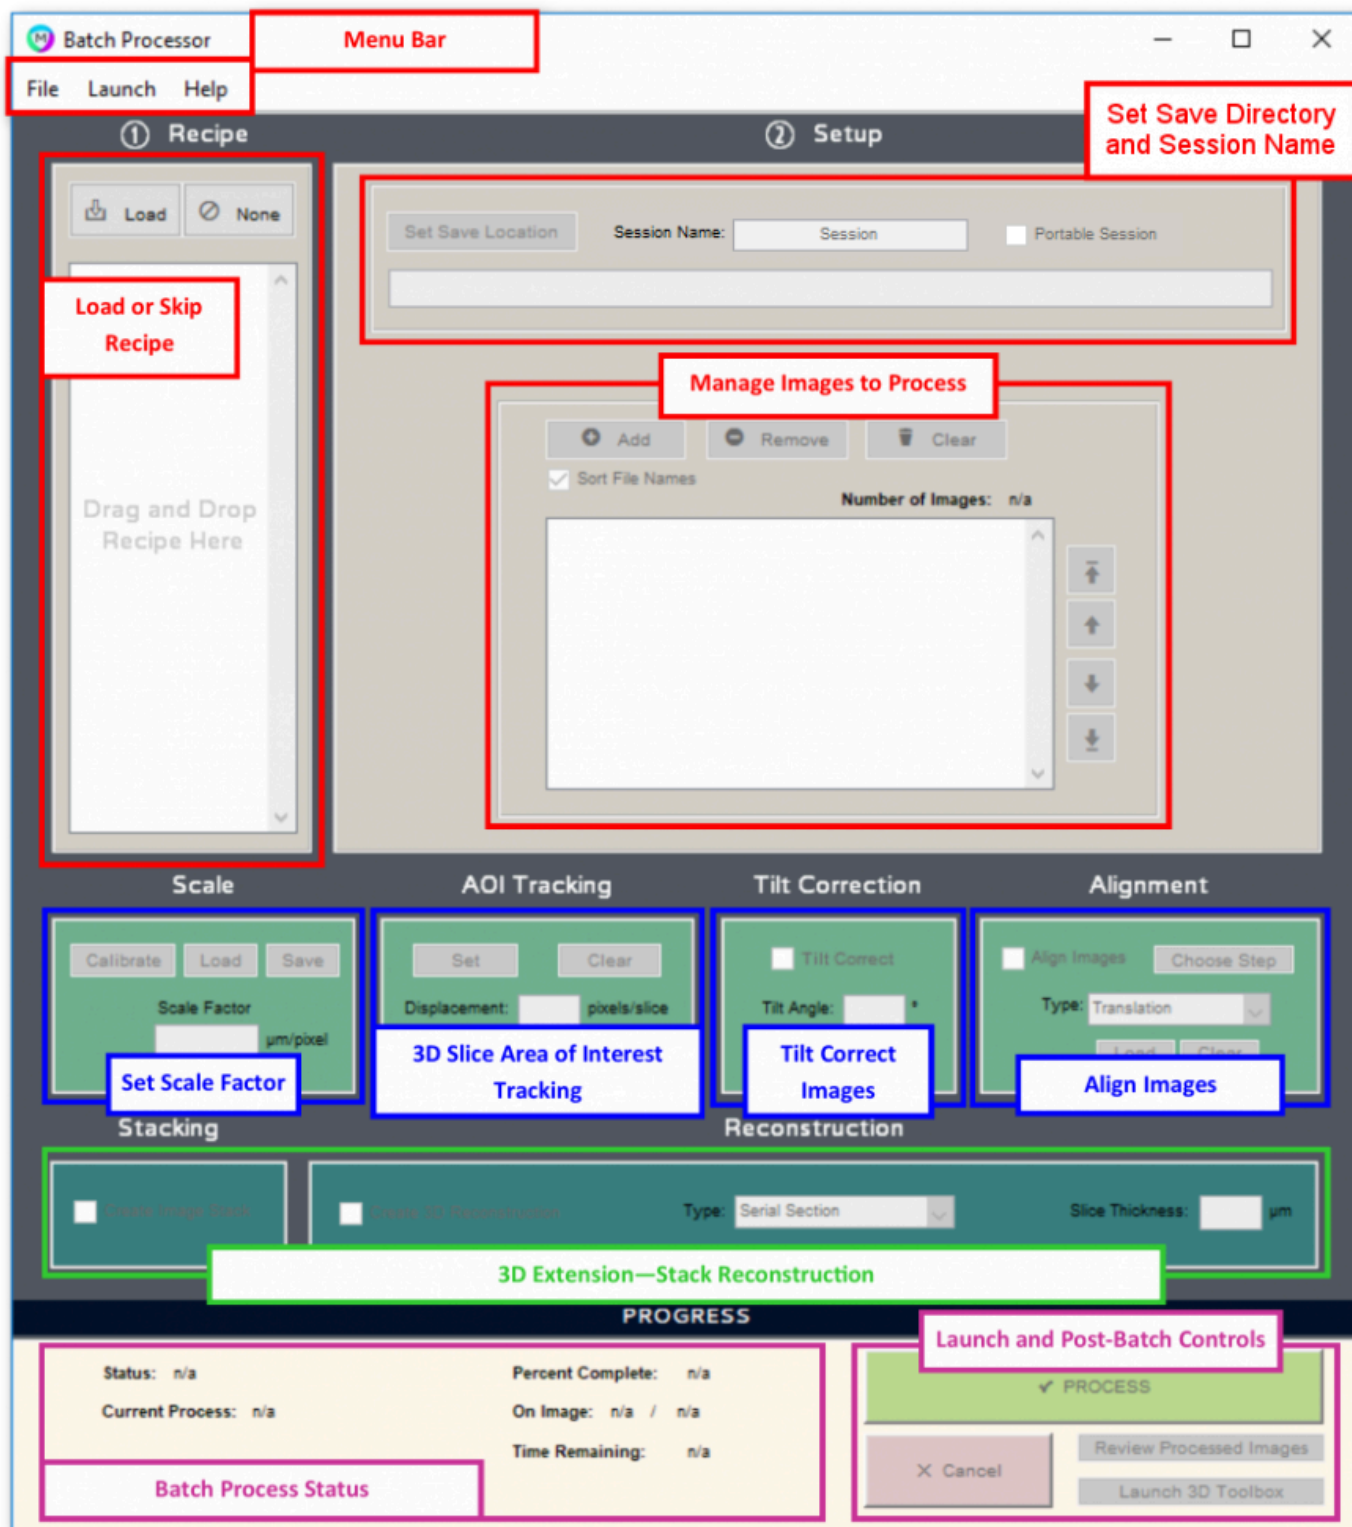 Batch Processor
Menu Bar
File Launch Help
Set Save Directory
and Session Name
1 Recipe
2 Setup
Load None
Set Save Location Session Name: Session Portable Session
Load or Skip
Recipe
Drag and Drop
Recipe Here
Manage Images to Process
Add Remove Clear
Sort File Names
Number of Images: n/a
Scale AOI Tracking Tilt Correction Alignment
Calibrate Load Save
Scale Factor
µm/pixel
Set Scale Factor
Set Clear
Displacement: pixels/slice
3D Slice Area of Interest
Tracking
Tilt Correct
Tilt Angle: °
Tilt Correct
Images
Align Images Choose Step
Type: Translation
Load Clear
Align Images
Stacking Reconstruction
Create Image Stack
Type: Serial Section Slice Thickness: µm
3D Extension—Stack Reconstruction
PROGRESS
Status: n/a Percent Complete: n/a
Current Process: n/a On Image: n/a / n/a
Time Remaining: n/a
Batch Process Status
Launch and Post-Batch Controls
✔ PROCESS
X Cancel
Review Processed Images
Launch 3D Toolbox